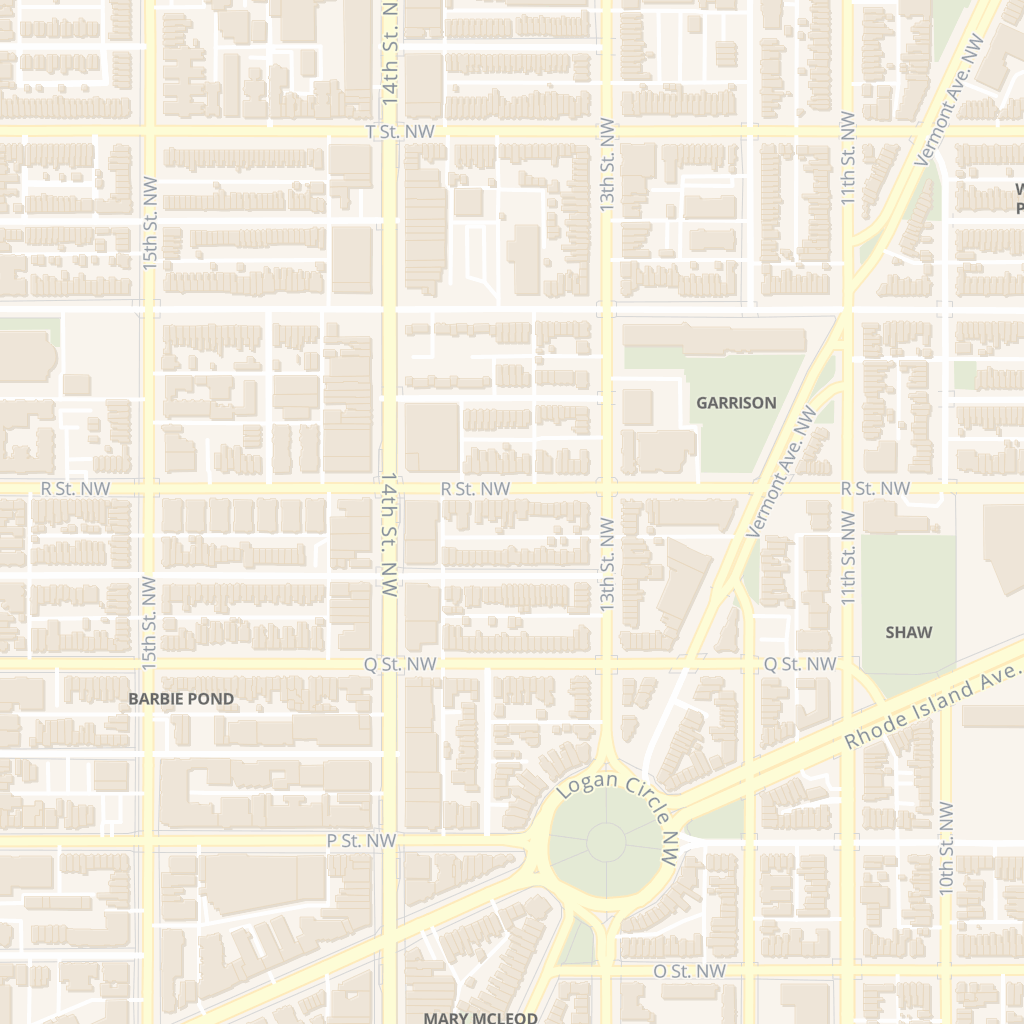 14th St. N
T St. NW
13th St. NW
11th St. NW
Vermont Ave. NW
15th St. NW
W
P
GARRISON
Vermont Ave. NW
R St. NW
R St. NW
R St. NW
14th St. NW
13th St. NW
11th St. NW
15th St. NW
SHAW
Q St. NW
Q St. NW
BARBIE POND
Rhode Island Ave.
Logan Circle NW
P St. NW
10th St. NW
O St. NW
MARY MCLEOD